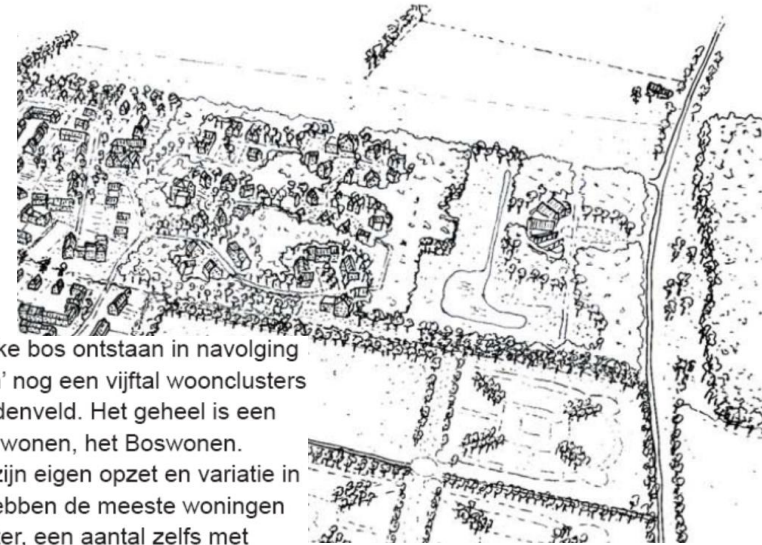 ke bos ontstaan in navolging
nog een vijftal woonclusters
denveld. Het geheel is een
wonen, het Boswonen.
zijn eigen opzet en variatie in
ebben de meeste woningen
ter, een aantal zelfs met